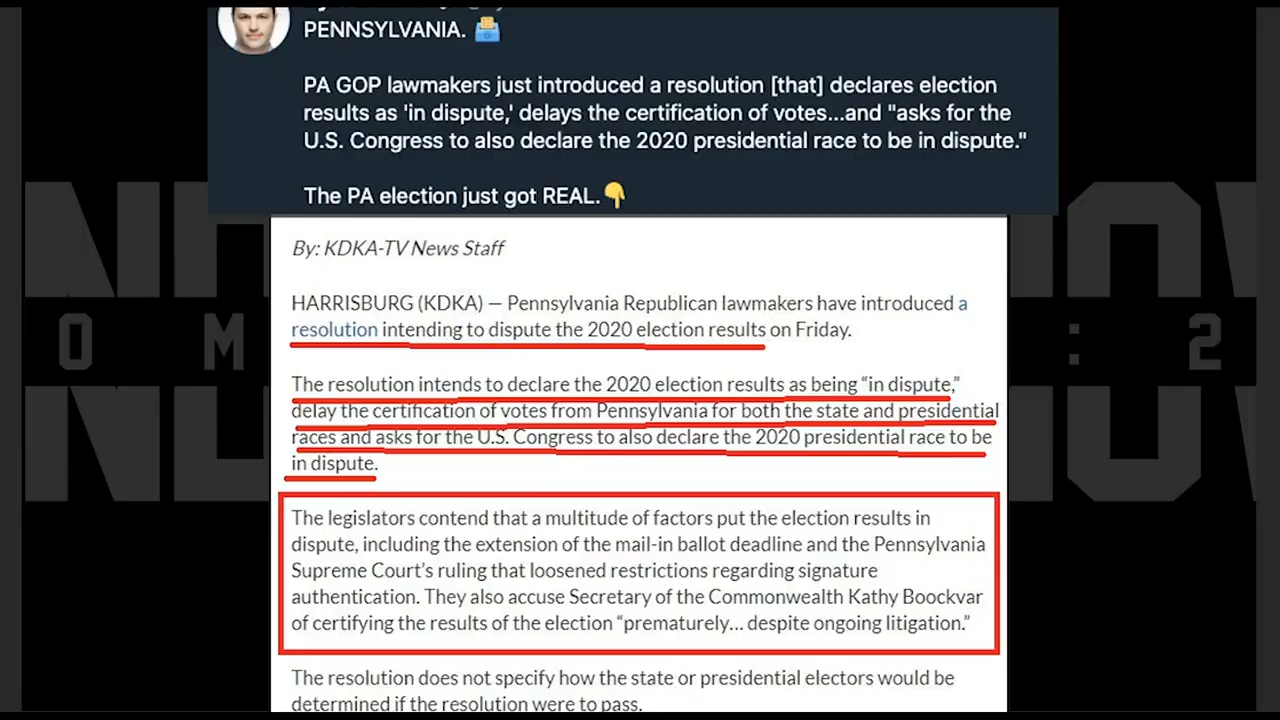 PENNSYLVANIA. 🗳️
PA GOP lawmakers just introduced a resolution [that] declares election
results as 'in dispute,' delays the certification of votes...and "asks for the
U.S. Congress to also declare the 2020 presidential race to be in dispute."
The PA election just got REAL.👇
By: KDKA-TV News Staff
HARRISBURG (KDKA) — Pennsylvania Republican lawmakers have introduced a
resolution intending to dispute the 2020 election results on Friday.
The resolution intends to declare the 2020 election results as being “in dispute,”
delay the certification of votes from Pennsylvania for both the state and presidential
races and asks for the U.S. Congress to also declare the 2020 presidential race to be
in dispute.
The legislators contend that a multitude of factors put the election results in
dispute, including the extension of the mail-in ballot deadline and the Pennsylvania
Supreme Court’s ruling that loosened restrictions regarding signature
authentication. They also accuse Secretary of the Commonwealth Kathy Boockvar
of certifying the results of the election “prematurely… despite ongoing litigation.”
The resolution does not specify how the state or presidential electors would be
determined if the resolution were to pass.